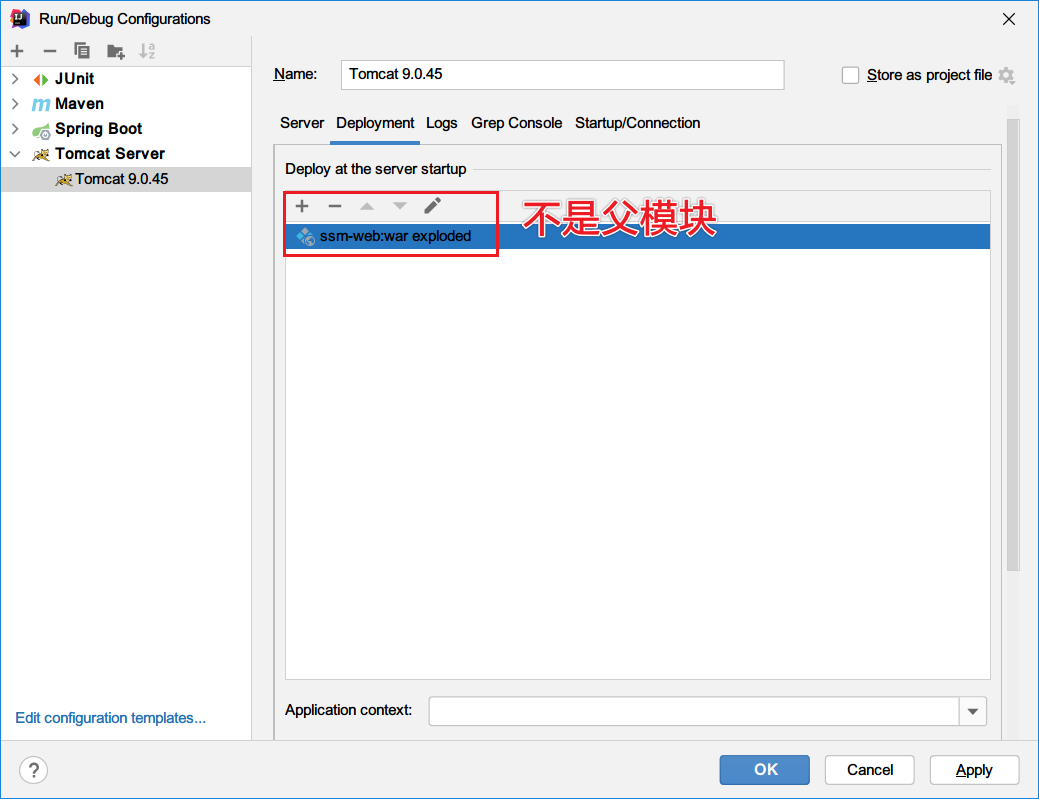 Run/Debug Configurations
JUnit
Maven
Spring Boot
Tomcat Server
Tomcat 9.0.45
Edit configuration templates...
Name: Tomcat 9.0.45
Store as project file
Server Deployment Logs Grep Console Startup/Connection
Deploy at the server startup
不是父模块
ssm-web:war exploded
Application context:
? OK Cancel Apply